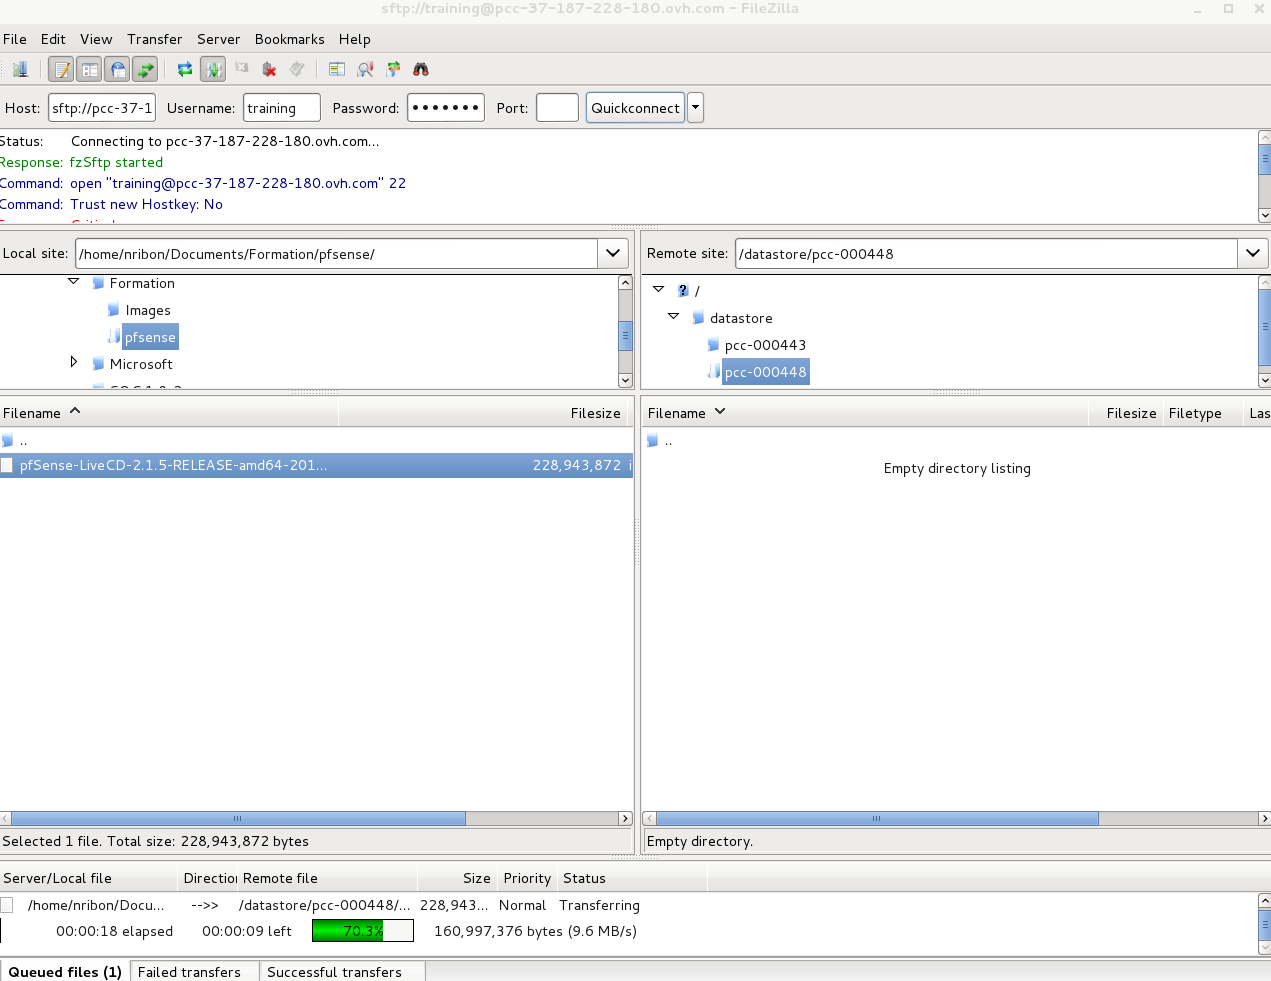 sftp://training@pcc-37-187-228-180.ovh.com - FileZilla
File Edit View Transfer Server Bookmarks Help
Host: sftp://pcc-37-1 Username: training Password: ••••••• Port: Quickconnect
Status: Connecting to pcc-37-187-228-180.ovh.com...
Response: fzSftp started
Command: open "training@pcc-37-187-228-180.ovh.com" 22
Command: Trust new Hostkey: No
Local site: /home/nribon/Documents/Formation/pfsense/
Formation
Images
pfsense
Microsoft
Remote site: /datastore/pcc-000448
? /
datastore
pcc-000443
pcc-000448
Filename Filesize
..
pfSense-LiveCD-2.1.5-RELEASE-amd64-201... 228,943,872 i
Selected 1 file. Total size: 228,943,872 bytes
Filename Filesize Filetype Las
..
Empty directory listing
Empty directory.
Server/Local file Direction Remote file Size Priority Status
/home/nribon/Docu... -->> /datastore/pcc-000448/... 228,943... Normal Transferring
00:00:18 elapsed 00:00:09 left 70.3% 160,997,376 bytes (9.6 MB/s)
Queued files (1) Failed transfers Successful transfers